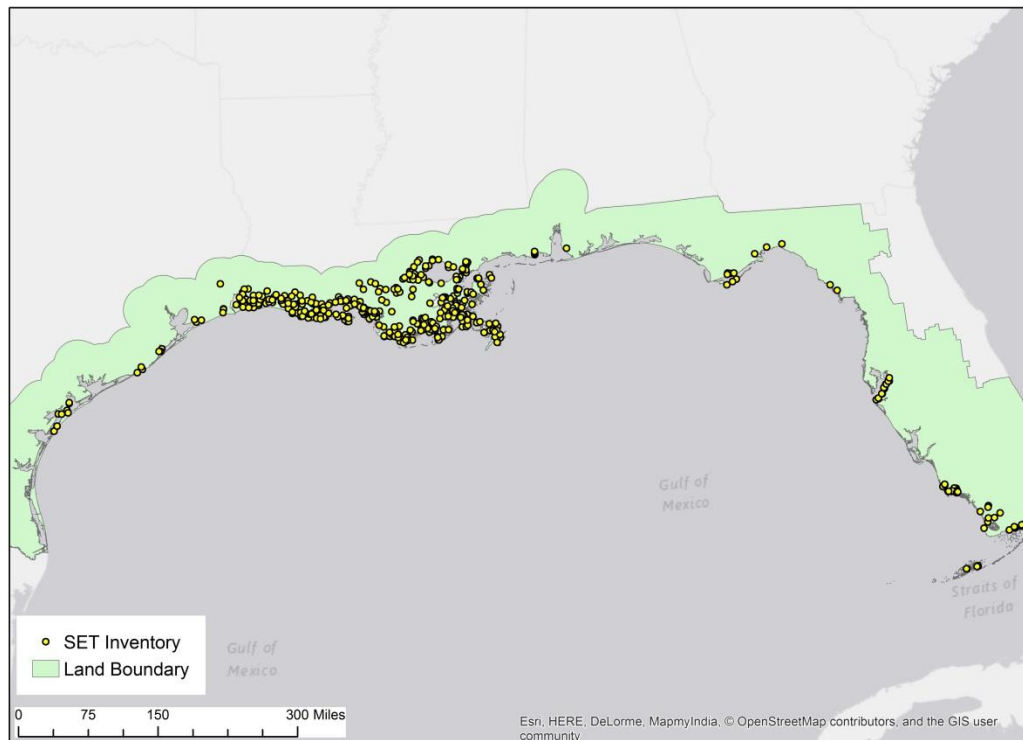 Gulf of
Mexico
Straits of
Florida
SET Inventory
Land Boundary
Gulf of
Mexico
0 75 150 300 Miles
Esri, HERE, DeLorme, MapmyIndia, © OpenStreetMap contributors, and the GIS user
community